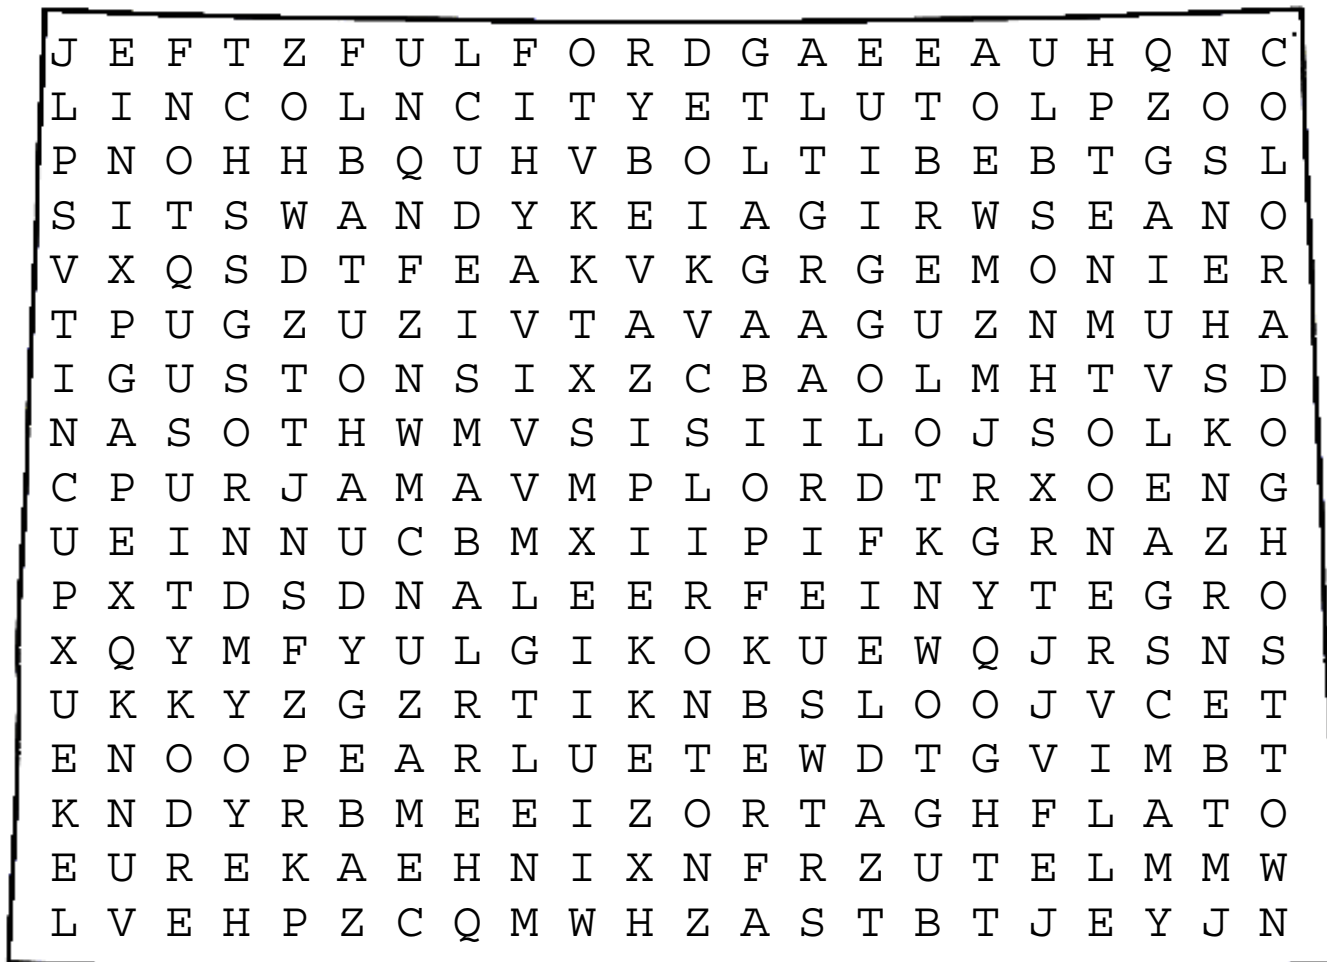 J E F T Z F U L F O R D G A E E A U H Q N C
L I N C O L N C I T Y E T L U T O L P Z O O
P N O H H B Q U H V B O L T I B E B T G S L
S I T S W A N D Y K E I A G I R W S E A N O
V X Q S D T F E A K V K G R G E M O N I E R
T P U G Z U Z I V T A V A A G U Z N M U H A
I G U S T O N S I X Z C B A O L M H T V S D
N A S O T H W M V S I S I I L O J S O L K O
C P U R J A M A V M P L O R D T R X O E N G
U E I N N U C B M X I I P I F K G R N A Z H
P X T D S D N A L E E R F E I N Y T E G R O
X Q Y M F Y U L G I K O K U E W Q J R S N S
U K K Y Z G Z R T I K N B S L O O J V C E T
E N O O P E A R L U E T E W D T G V I M B T
K N D Y R B M E E I Z O R T A G H F L A T O
E U R E K A E H N I X N F R Z U T E L M M W
L V E H P Z C Q M W H Z A S T B T J E Y J N